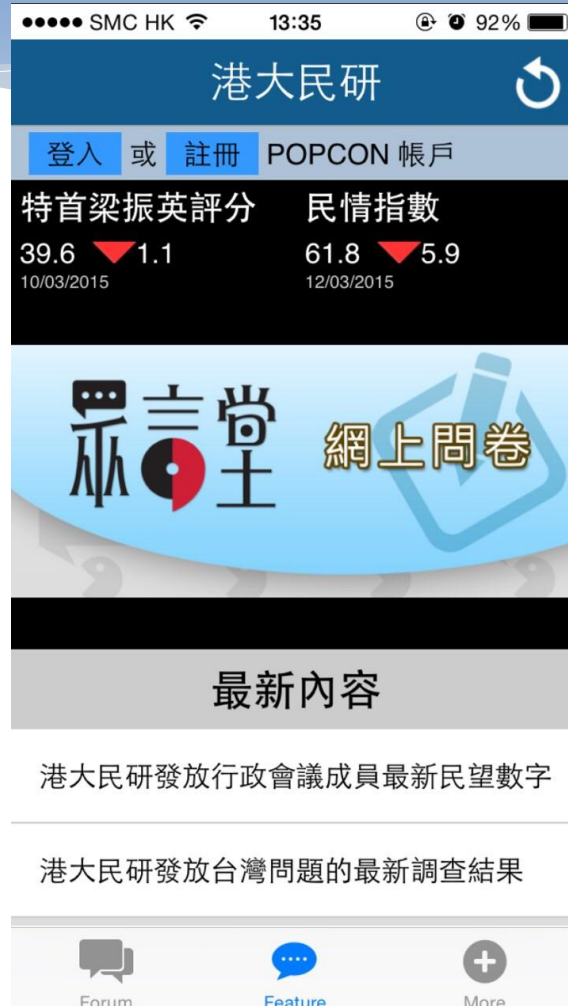 SMC HK 13:35 92%
港大民研
登入 或 註冊 POPCON 帳戶
特首梁振英評分 民情指數
39.6 1.1 61.8 5.9
10/03/2015 12/03/2015
眾言堂 網上問卷
最新內容
港大民研發放行政會議成員最新民望數字
港大民研發放台灣問題的最新調查結果
Forum Feature More